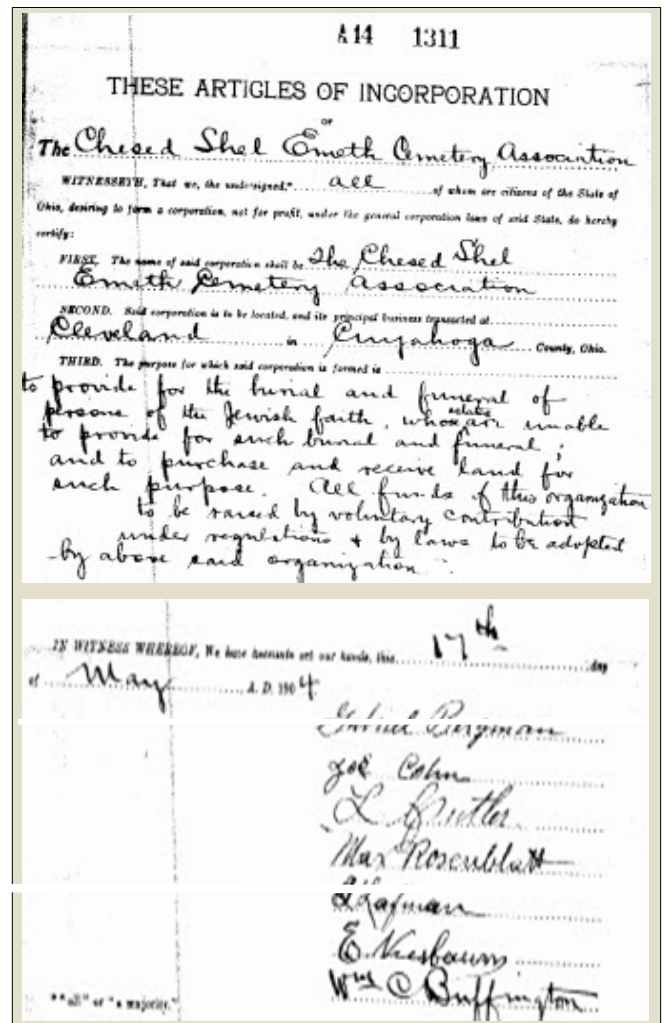 A14 1311
THESE ARTICLES OF INCORPORATION
OF
The Chesed Shel Emeth Cemetery Association
WITNESSETH, That we, the undersigned,* all of whom are citizens of the State of
Ohio, desiring to form a corporation, not for profit, under the general corporation laws of said State, do hereby
certify:
FIRST. The name of said corporation shall be The Chesed Shel
Emeth Cemetery Association
SECOND. Said corporation is to be located, and its principal business transacted at
Cleveland in Cuyahoga County, Ohio.
THIRD. The purpose for which said corporation is formed is
to provide for the burial and funeral of
persons of the Jewish faith, whose relatives are unable
to provide for such burial and funeral;
and to purchase and receive land for
such purpose. All funds of this organization
to be raised by voluntary contribution
under regulations & by laws to be adopted
by above said organization.
IN WITNESS WHEREOF, We have hereunto set our hands, this 17th day
of May A. D. 1904
Bergman
Joe Cohn
L Butler
Max Rosenblatt
E. Nusbaum
Wm C Buffington
*"all" or "a majority."